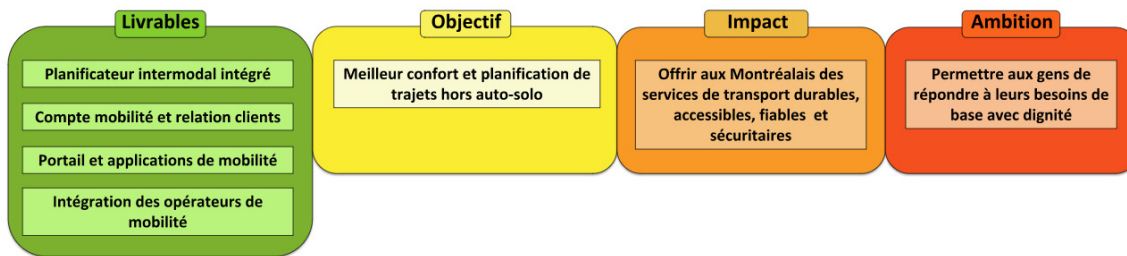 Livrables
Planificateur intermodal intégré
Compte mobilité et relation clients
Portail et applications de mobilité
Intégration des opérateurs de
mobilité
Objectif
Meilleur confort et planification de
trajets hors auto-solo
Impact
Offrir aux Montréalais des
services de transport durables,
accessibles, fiables et
sécuritaires
Ambition
Permettre aux gens de
répondre à leurs besoins de
base avec dignité